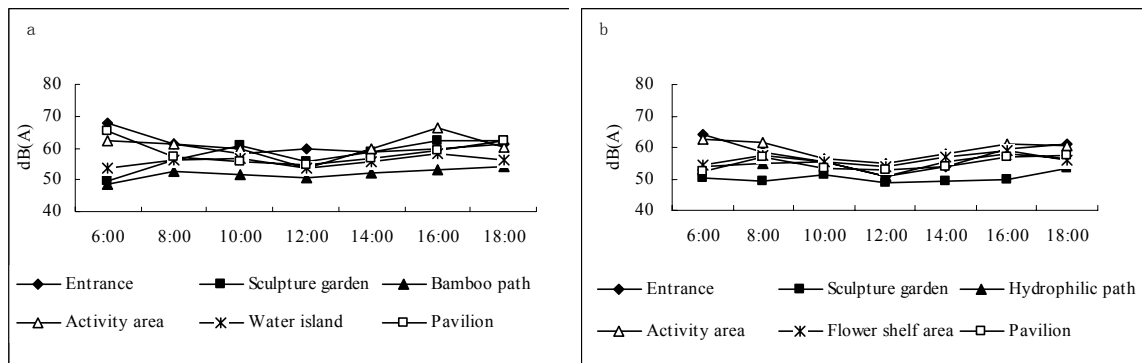 a
dB(A)
80
70
60
50
40
6:00 8:00 10:00 12:00 14:00 16:00 18:00
Entrance Sculpture garden Bamboo path
Activity area Water island Pavilion
b
dB(A)
80
70
60
50
40
6:00 8:00 10:00 12:00 14:00 16:00 18:00
Entrance Sculpture garden Hydrophilic path
Activity area Flower shelf area Pavilion